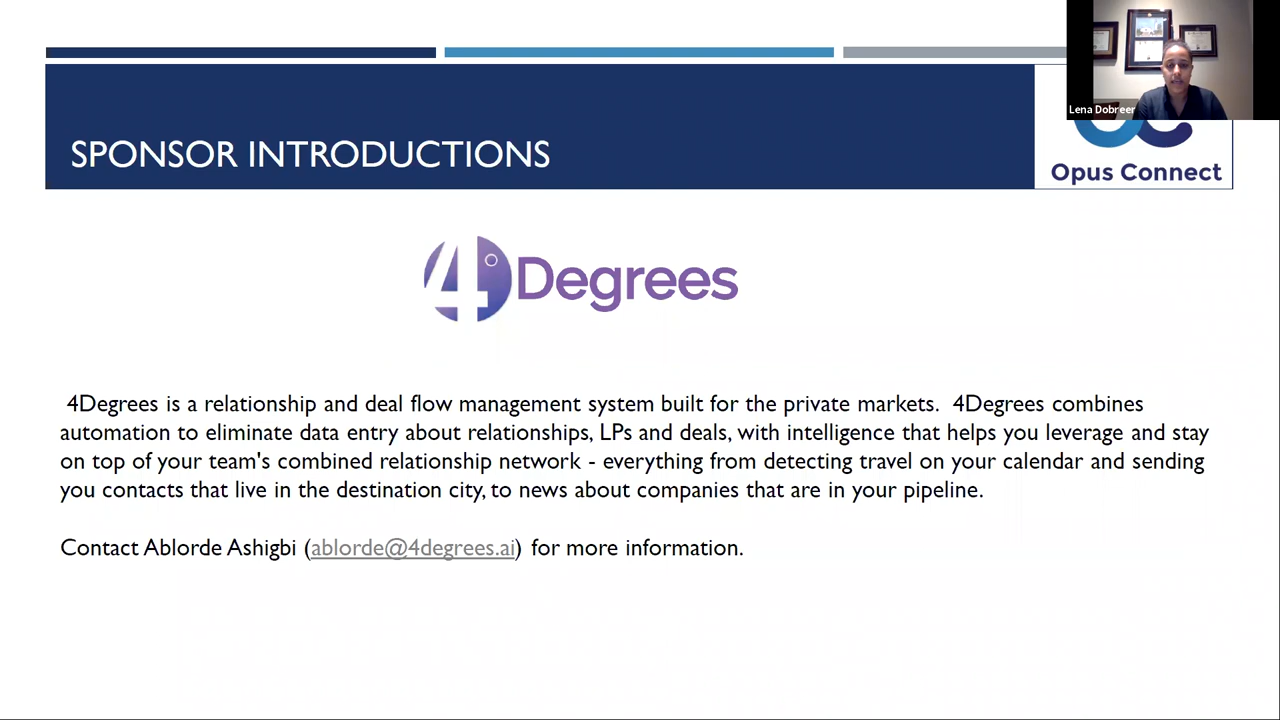 Lena Dobreer
SPONSOR INTRODUCTIONS
Opus Connect
4°Degrees
4Degrees is a relationship and deal flow management system built for the private markets.  4Degrees combines
automation to eliminate data entry about relationships, LPs and deals, with intelligence that helps you leverage and stay
on top of your team's combined relationship network - everything from detecting travel on your calendar and sending
you contacts that live in the destination city, to news about companies that are in your pipeline.
Contact Ablorde Ashigbi (ablorde@4degrees.ai) for more information.